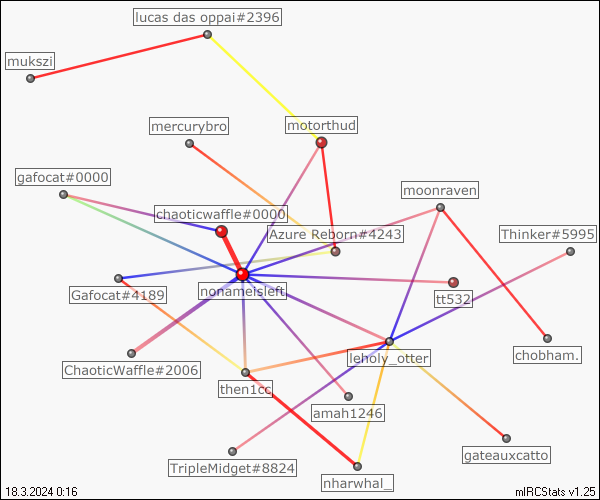 lucas das oppai#2396
mukszi
mercurybro
motorthud
gafocat#0000
moonraven
chaoticwaffle#0000
Azure Reborn#4243
Thinker#5995
Gafocat#4189
nonameisleft
tt532
ChaoticWaffle#2006
leholy_otter
chobham.
then1cc
amah1246
TripleMidget#8824
gateauxcatto
nharwhal_
18.3.2024 0:16
mIRCStats v1.25